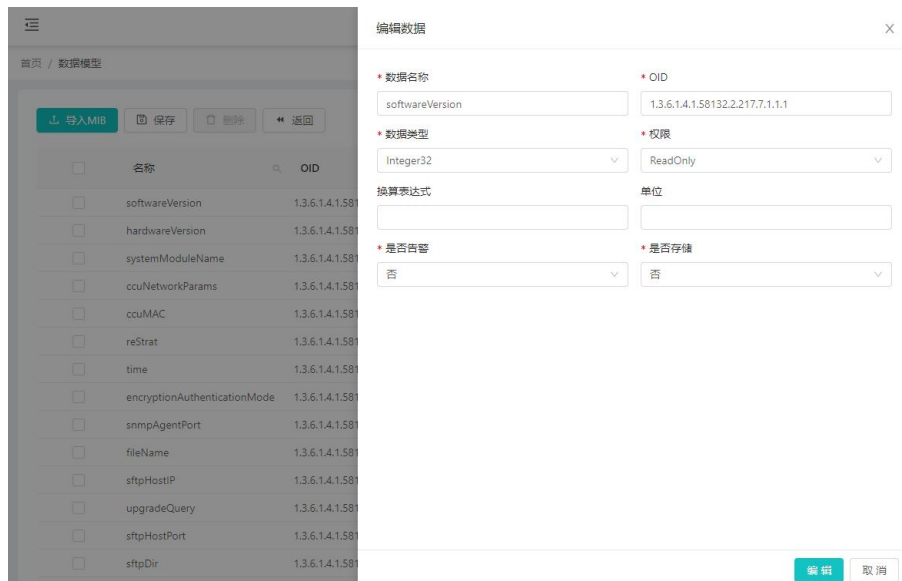 编辑数据
首页 / 数据模型
* 数据名称 * OID
softwareVersion 1.3.6.1.4.1.58132.2.217.7.1.1.1
导入MIB 保存 删除 返回
* 数据类型 * 权限
Integer32 ReadOnly
名称 OID
换算表达式 单位
softwareVersion 1.3.6.1.4.1.581
hardwareVersion 1.3.6.1.4.1.581
* 是否告警 * 是否存储
systemModuleName 1.3.6.1.4.1.581
否 否
ccuNetworkParams 1.3.6.1.4.1.581
ccuMAC 1.3.6.1.4.1.581
reStrat 1.3.6.1.4.1.581
time 1.3.6.1.4.1.581
encryptionAuthenticationMode 1.3.6.1.4.1.581
snmpAgentPort 1.3.6.1.4.1.581
fileName 1.3.6.1.4.1.581
sftpHostIP 1.3.6.1.4.1.581
upgradeQuery 1.3.6.1.4.1.581
sftpHostPort 1.3.6.1.4.1.581
sftpDir 1.3.6.1.4.1.581
编辑 取消